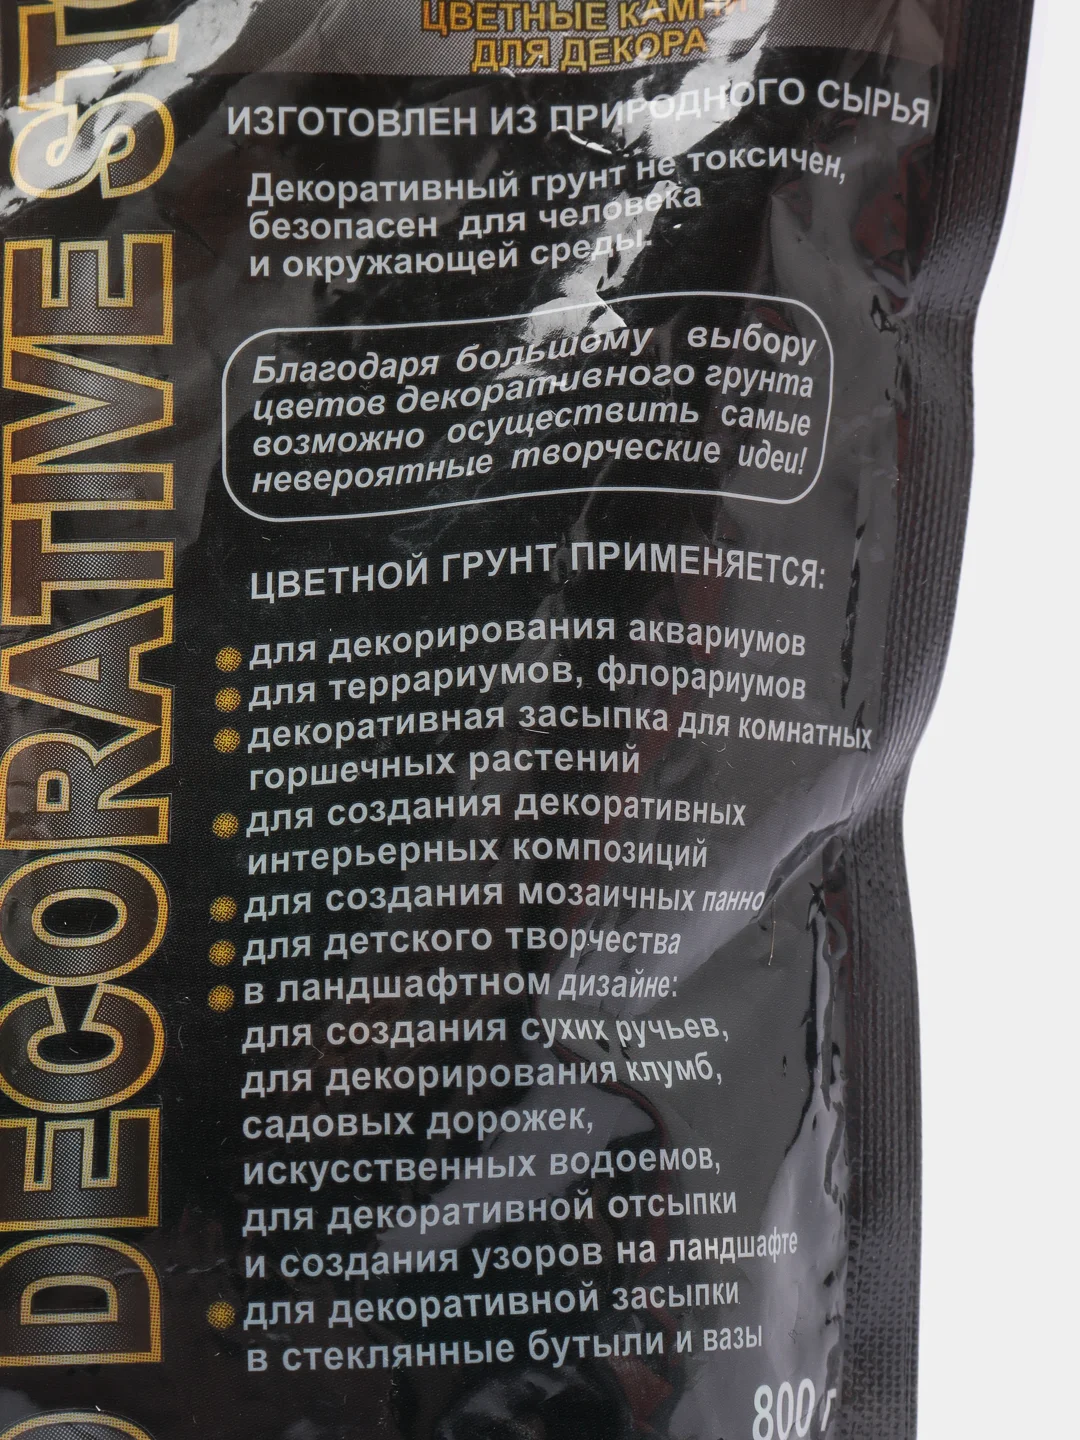 ЦВЕТНЫЕ КАМНИ
ДЛЯ ДЕКОРА
ИЗГОТОВЛЕН ИЗ ПРИРОДНОГО СЫРЬЯ
Декоративный грунт не токсичен,
безопасен для человека
и окружающей среды.
Благодаря большому выбору
цветов декоративного грунта
возможно осуществить самые
невероятные творческие идеи!
ЦВЕТНОЙ ГРУНТ ПРИМЕНЯЕТСЯ:
для декорирования аквариумов
для террариумов, флорариумов
декоративная засыпка для комнатных
горшечных растений
для создания декоративных
интерьерных композиций
для создания мозаичных панно
для детского творчества
в ландшафтном дизайне:
для создания сухих ручьев,
для декорирования клумб,
садовых дорожек,
искусственных водоемов,
для декоративной отсыпки
и создания узоров на ландшафте
для декоративной засыпки
в стеклянные бутыли и вазы
800 г
DECORATIVE